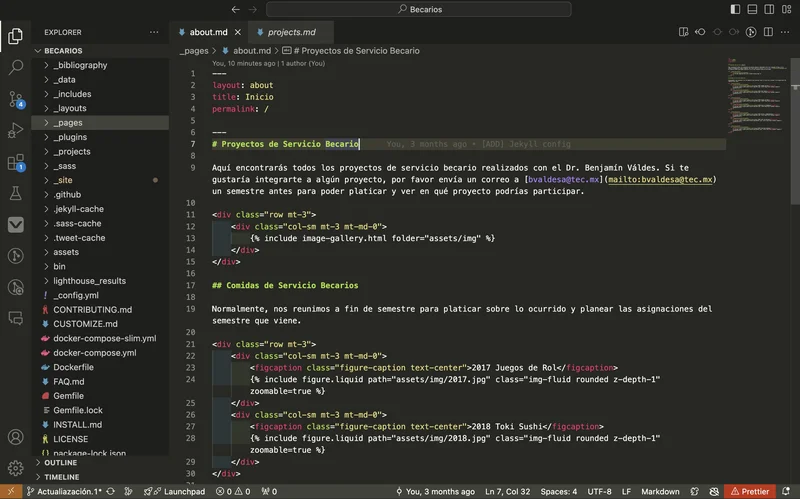 Becarios
EXPLORER
about.md
projects.md
_pages > about.md > # Proyectos de Servicio Becario
BECARIOS
_bibliography
_data
_includes
_layouts
_pages
_plugins
_projects
_sass
_site
.github
.jekyll-cache
.sass-cache
.tweet-cache
assets
bin
lighthouse_results
_config.yml
CONTRIBUTING.md
CUSTOMIZE.md
docker-compose-slim.yml
docker-compose.yml
Dockerfile
FAQ.md
Gemfile
Gemfile.lock
INSTALL.md
LICENSE
package-lock.json
OUTLINE
TIMELINE
4
1
You, 10 minutes ago | 1 author (You)
1 ---
2 layout: about
3 title: Inicio
4 permalink: /
5
6 ---
7 # Proyectos de Servicio Becario You, 3 months ago • [ADD] Jekyll config
8
9 Aquí encontrarás todos los proyectos de servicio becario realizados con el Dr. Benjamín Váldes. Si te
gustaría integrarte a algún proyecto, por favor envía un correo a [bvaldesa@tec.mx](mailto:bvaldesa@tec.mx)
un semestre antes para poder platicar y ver en qué proyecto podrías participar.
10
11 <div class="row mt-3">
12 <div class="col-sm mt-3 mt-md-0">
13 {% include image-gallery.html folder="assets/img" %}
14 </div>
15 </div>
16
17 ## Comidas de Servicio Becarios
18
19 Normalmente, nos reunimos a fin de semestre para platicar sobre lo ocurrido y planear las asignaciones del
semestre que viene.
20
21 <div class="row mt-3">
22 <div class="col-sm mt-3 mt-md-0">
23 <figcaption class="figure-caption text-center">2017 Juegos de Rol</figcaption>
24 {% include figure.liquid path="assets/img/2017.jpg" class="img-fluid rounded z-depth-1"
zoomable=true %}
25 </div>
26 <div class="col-sm mt-3 mt-md-0">
27 <figcaption class="figure-caption text-center">2018 Toki Sushi</figcaption>
28 {% include figure.liquid path="assets/img/2018.jpg" class="img-fluid rounded z-depth-1"
zoomable=true %}
29 </div>
30 </div>
Actualización.1* Launchpad 0 0 0 You, 3 months ago Ln 7, Col 32 Spaces: 4 UTF-8 LF Markdown Prettier